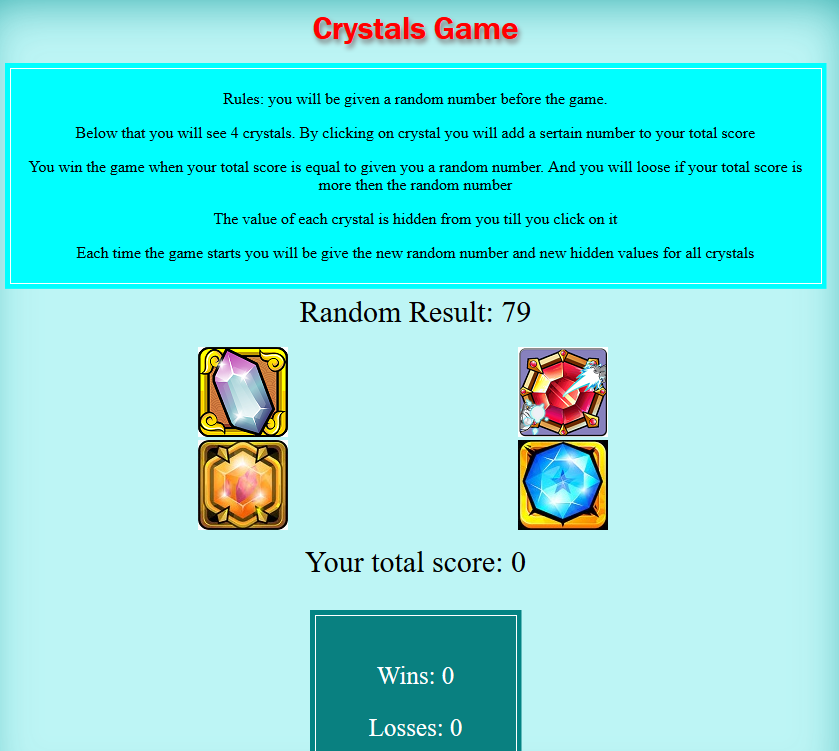 Crystals Game
Rules: you will be given a random number before the game.
Below that you will see 4 crystals. By clicking on crystal you will add a sertain number to your total score
You win the game when your total score is equal to given you a random number. And you will loose if your total score is
more then the random number
The value of each crystal is hidden from you till you click on it
Each time the game starts you will be give the new random number and new hidden values for all crystals
Random Result: 79
Your total score: 0
Wins: 0
Losses: 0